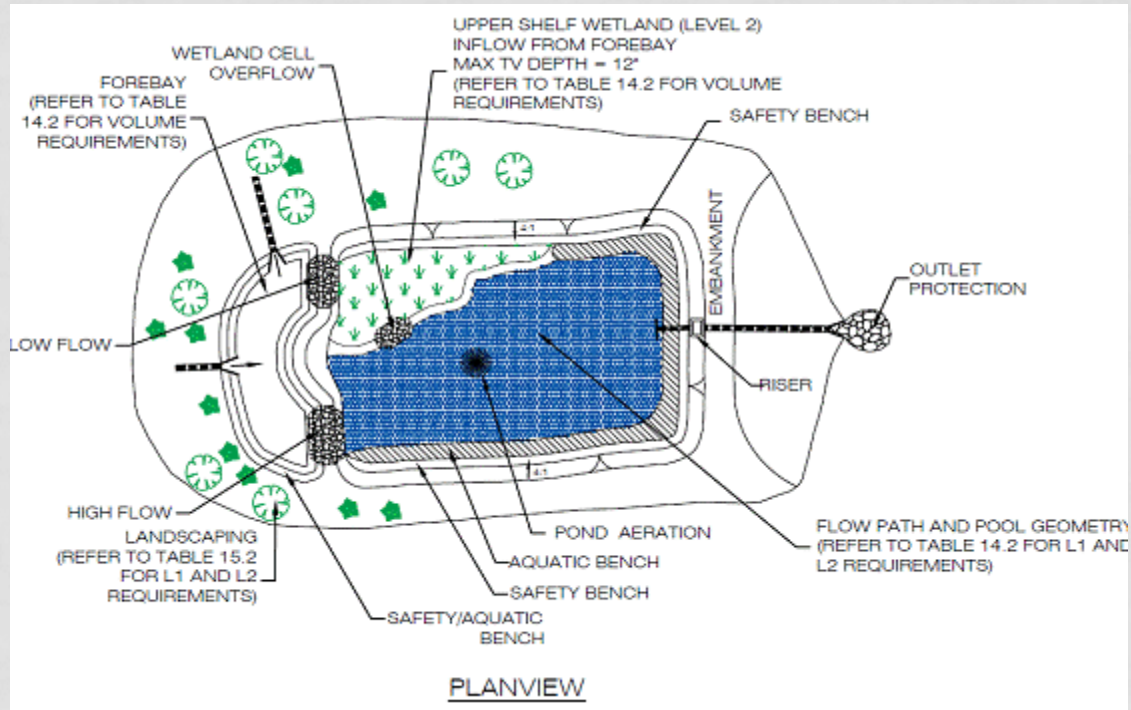 UPPER SHELF WETLAND (LEVEL 2)
INFLOW FROM FOREBAY
MAX TV DEPTH = 12"
(REFER TO TABLE 14.2 FOR VOLUME
REQUIREMENTS)
WETLAND CELL
OVERFLOW
FOREBAY
(REFER TO TABLE
14.2 FOR VOLUME
REQUIREMENTS)
SAFETY BENCH
4:1
EMBANKMENT
OUTLET
PROTECTION
LOW FLOW
RISER
4:1
HIGH FLOW
LANDSCAPING
(REFER TO TABLE 15.2
FOR L1 AND L2
REQUIREMENTS)
POND AERATION
AQUATIC BENCH
SAFETY BENCH
SAFETY/AQUATIC
BENCH
FLOW PATH AND POOL GEOMETRY
(REFER TO TABLE 14.2 FOR L1 AND
L2 REQUIREMENTS)
PLANVIEW